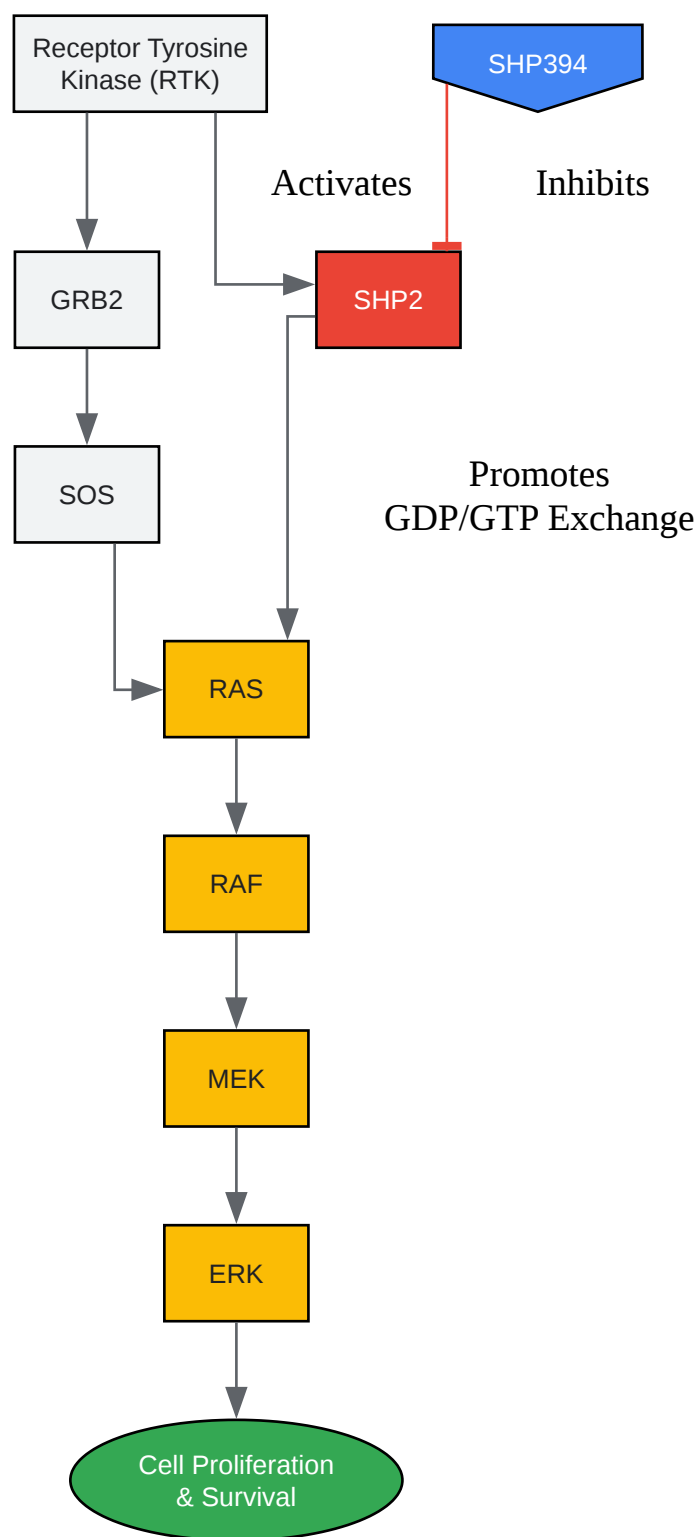 Receptor Tyrosine
Kinase (RTK)
SHP394
Activates
Inhibits
GRB2
SHP2
SOS
Promotes
GDP/GTP Exchange
RAS
RAF
MEK
ERK
Cell Proliferation
& Survival